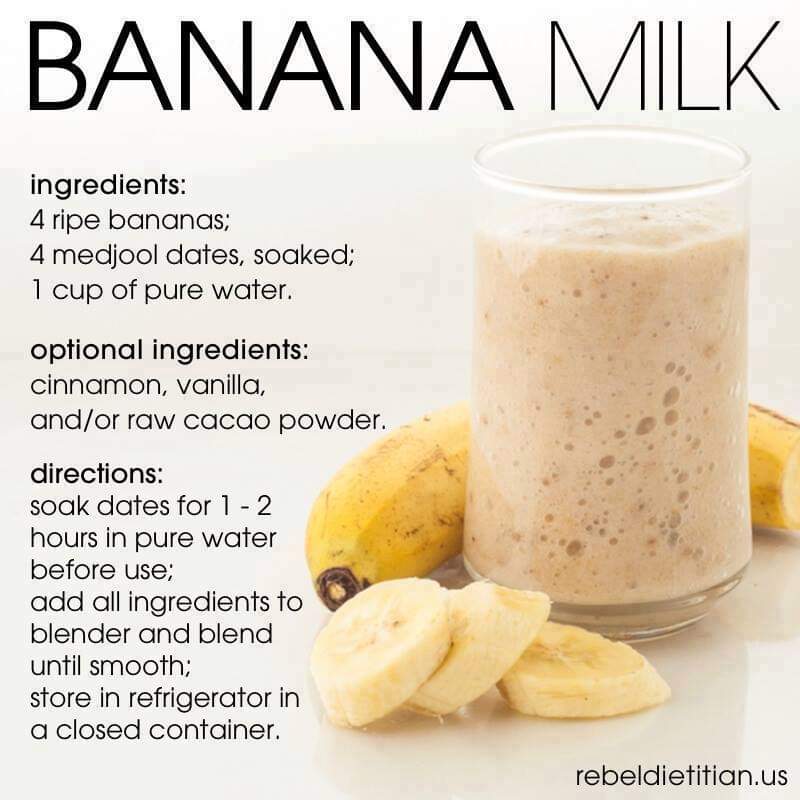 BANANA MILK
ingredients:
4 ripe bananas;
4 medjool dates, soaked;
1 cup of pure water.
optional ingredients:
cinnamon, vanilla,
and/or raw cacao powder.
directions:
soak dates for 1 - 2
hours in pure water
before use;
add all ingredients to
blender and blend
until smooth;
store in refrigerator in
a closed container.
rebeldietitian.us